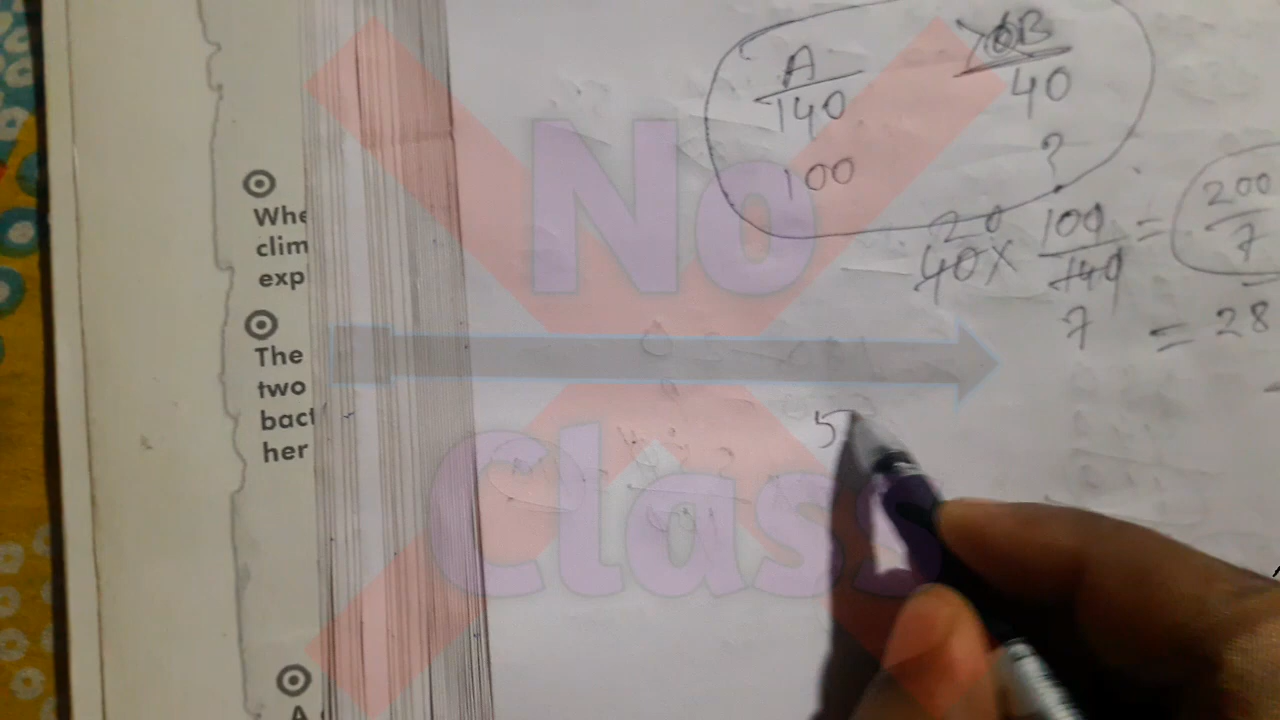 A B
140 40
100 ?
20
40 × 100/140 = 200/7
7
= 28
5
No
Class
Whe
clim
exp
The
two
bact
her
A